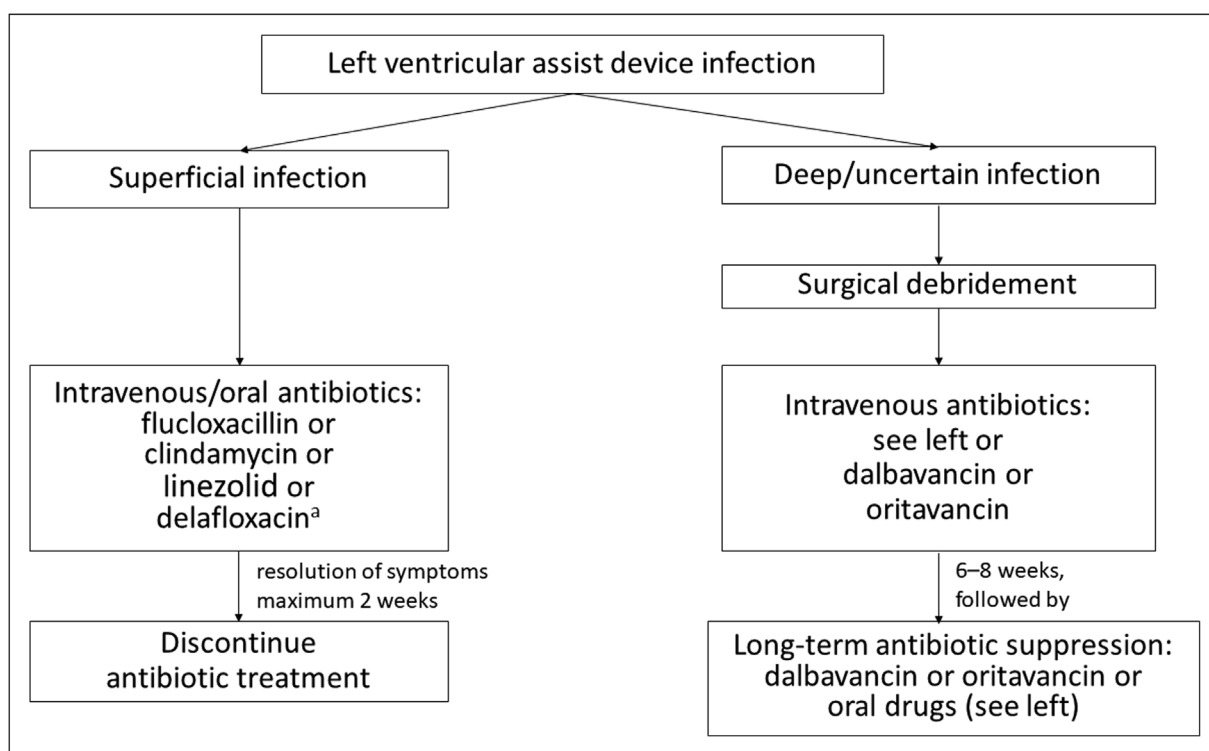 Left ventricular assist device infection
Superficial infection
Deep/uncertain infection
Surgical debridement
Intravenous/oral antibiotics:
flucloxacillin or
clindamycin or
linezolid or
delafloxacinᵃ
Intravenous antibiotics:
see left or
dalbavancin or
oritavancin
resolution of symptoms
maximum 2 weeks
6–8 weeks,
followed by
Discontinue
antibiotic treatment
Long-term antibiotic suppression:
dalbavancin or oritavancin or
oral drugs (see left)